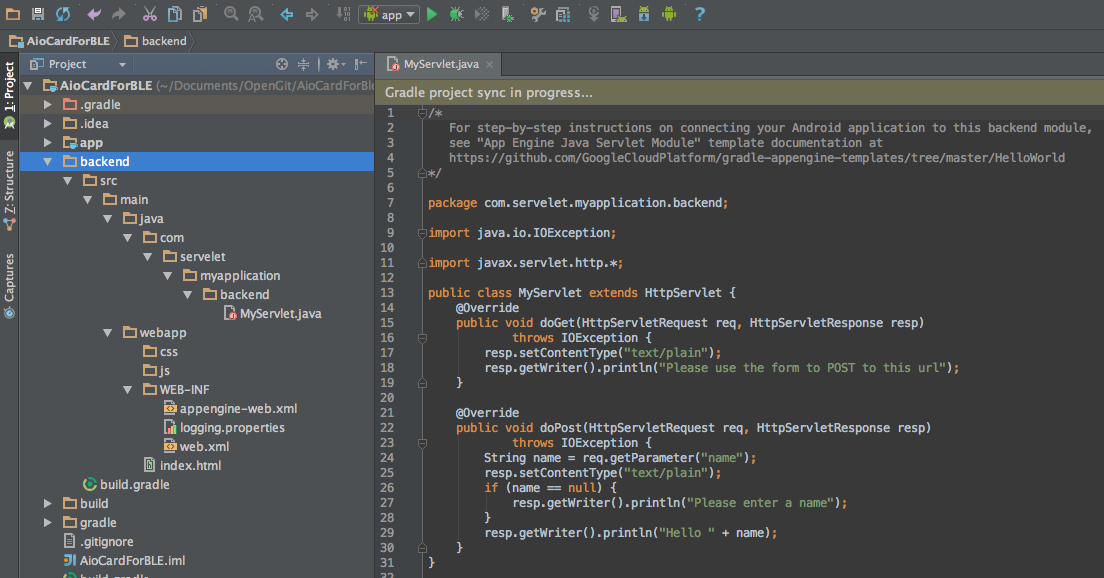 app
?
AioCardForBLE
backend
1: Project
Z: Structure
Captures
Project
AioCardForBLE (~/Documents/OpenGit/AioCardForBle
.gradle
.idea
app
backend
src
main
java
com
servelet
myapplication
backend
MyServlet.java
webapp
css
js
WEB-INF
appengine-web.xml
logging.properties
web.xml
index.html
build.gradle
build
gradle
.gitignore
AioCardForBLE.iml
build.gradle
MyServlet.java
Gradle project sync in progress...
1 /*
2 For step-by-step instructions on connecting your Android application to this backend module,
3 see "App Engine Java Servlet Module" template documentation at
4 https://github.com/GoogleCloudPlatform/gradle-appengine-templates/tree/master/HelloWorld
5 */
6
7 package com.servelet.myapplication.backend;
8
9 import java.io.IOException;
10
11 import javax.servlet.http.*;
12
13 public class MyServlet extends HttpServlet {
14 @Override
15 public void doGet(HttpServletRequest req, HttpServletResponse resp)
16 throws IOException {
17 resp.setContentType("text/plain");
18 resp.getWriter().println("Please use the form to POST to this url");
19 }
20
21 @Override
22 public void doPost(HttpServletRequest req, HttpServletResponse resp)
23 throws IOException {
24 String name = req.getParameter("name");
25 resp.setContentType("text/plain");
26 if (name == null) {
27 resp.getWriter().println("Please enter a name");
28 }
29 resp.getWriter().println("Hello " + name);
30 }
31 }
32